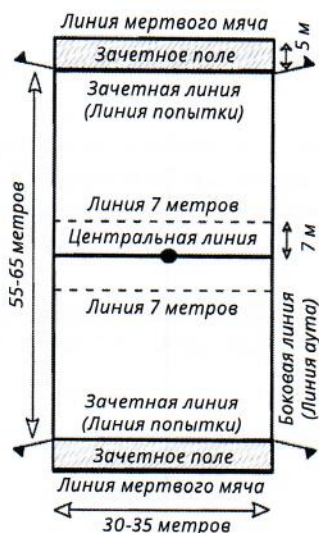 Линия мертвого мяча
Зачетное поле
5 м
Зачетная линия
(Линия попытки)
55-65 метров
Линия 7 метров
Центральная линия
7 м
Линия 7 метров
Боковая линия
(Линия аута)
Зачетная линия
(Линия попытки)
Зачетное поле
Линия мертвого мяча
30-35 метров